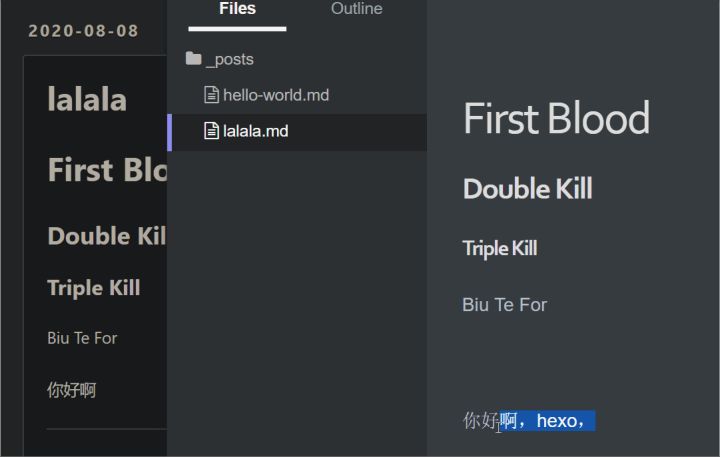 2020-08-08
lalala
First Blo
Double Kil
Triple Kill
Biu Te For
你好啊
Files
Outline
_posts
hello-world.md
lalala.md
First Blood
Double Kill
Triple Kill
Biu Te For
你好啊，hexo，